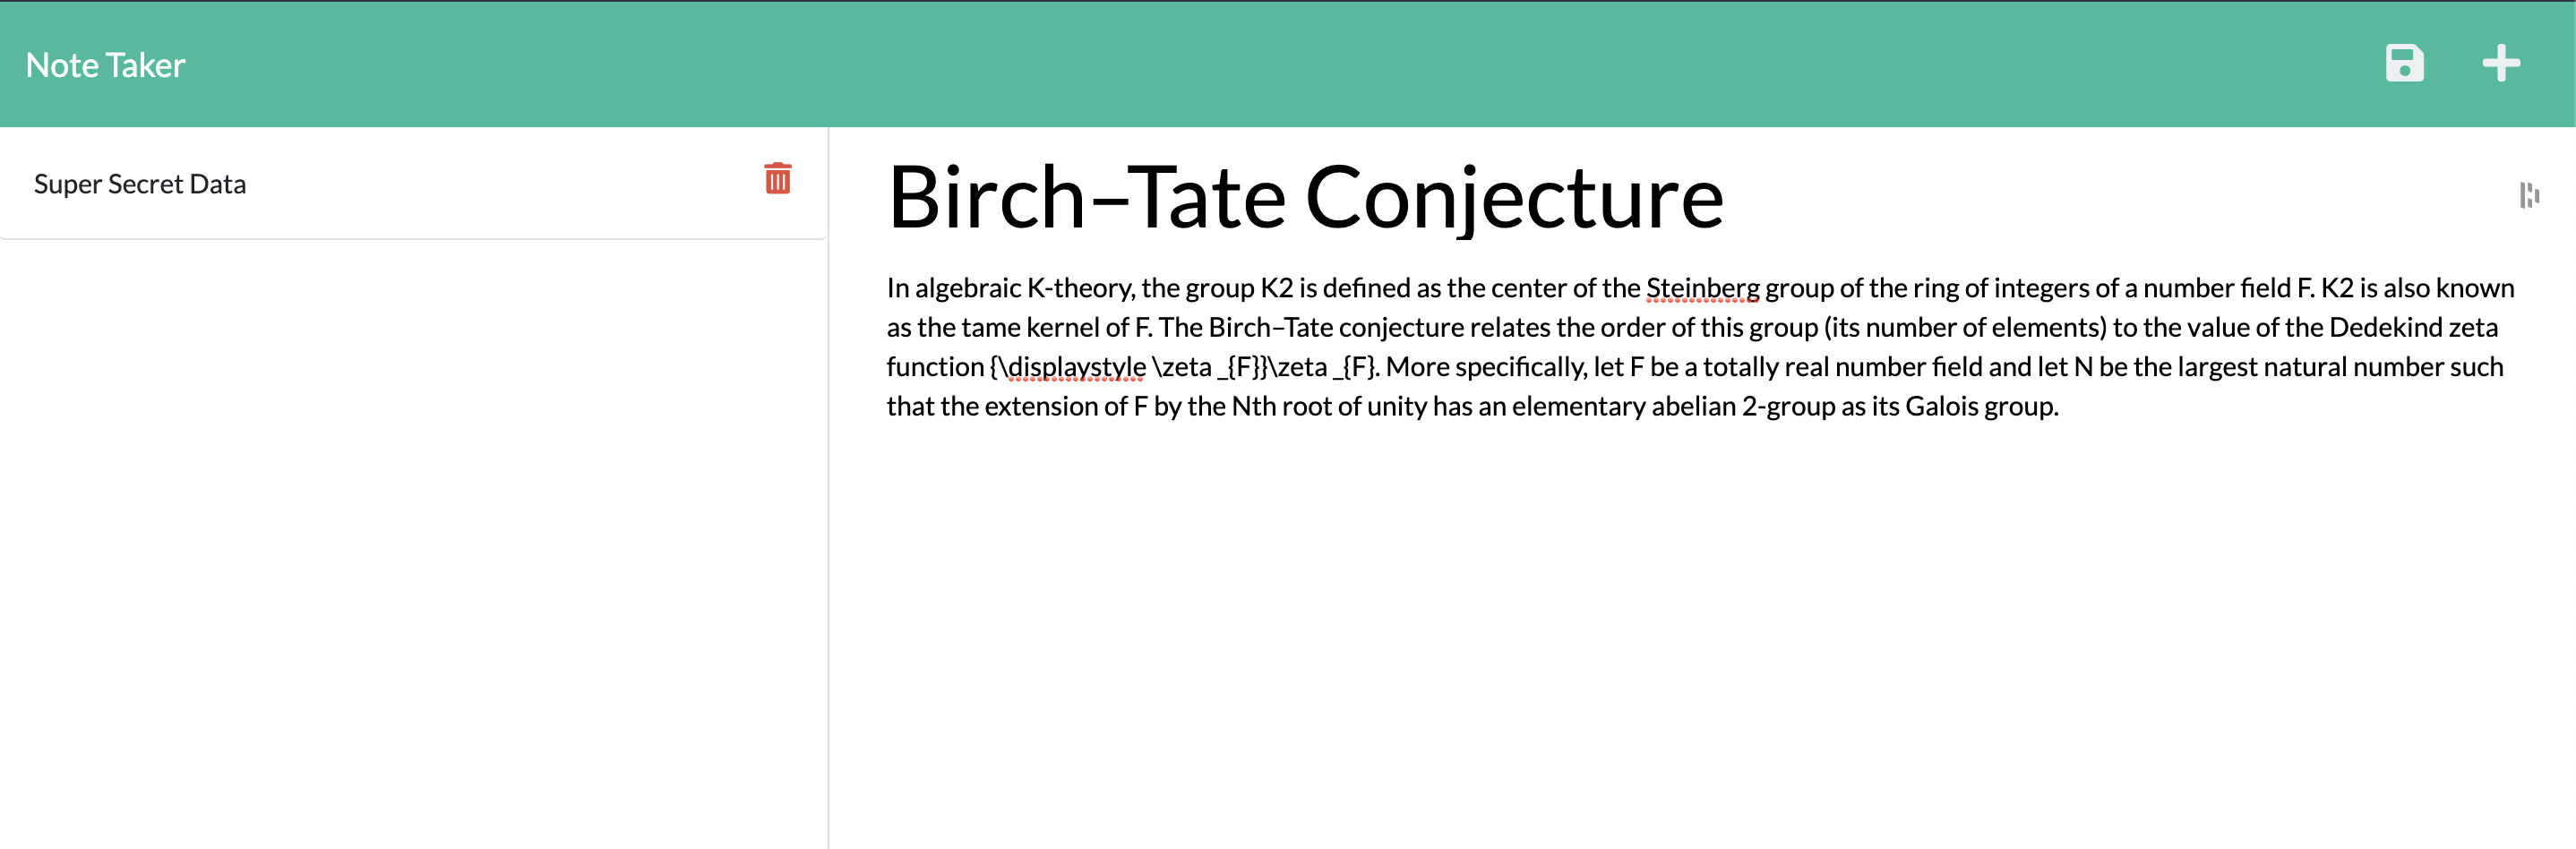 Note Taker
Super Secret Data
Birch–Tate Conjecture
In algebraic K-theory, the group K2 is defined as the center of the Steinberg group of the ring of integers of a number field F. K2 is also known
as the tame kernel of F. The Birch–Tate conjecture relates the order of this group (its number of elements) to the value of the Dedekind zeta
function {\displaystyle \zeta _{F}}\zeta _{F}. More specifically, let F be a totally real number field and let N be the largest natural number such
that the extension of F by the Nth root of unity has an elementary abelian 2-group as its Galois group.